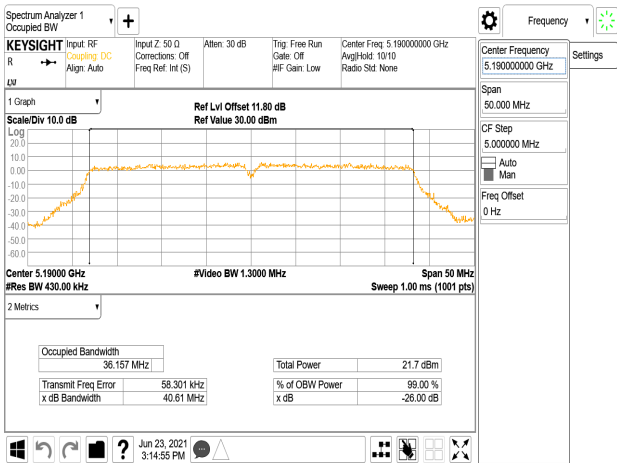 Spectrum Analyzer 1
Occupied BW
Frequency
KEYSIGHT
R
Input: RF
Coupling: DC
Align: Auto
Input Z: 50 Ω
Corrections: Off
Freq Ref: Int (S)
Atten: 30 dB
Trig: Free Run
Gate: Off
#IF Gain: Low
Center Freq: 5.190000000 GHz
Avg|Hold: 10/10
Radio Std: None
Center Frequency
5.190000000 GHz
Settings
Span
50.000 MHz
CF Step
5.000000 MHz
Auto
Man
Freq Offset
0 Hz
1 Graph
Scale/Div 10.0 dB
Ref Lvl Offset 11.80 dB
Ref Value 30.00 dBm
Log
20.0
10.0
0.00
-10.0
-20.0
-30.0
-40.0
-50.0
-60.0
Center 5.19000 GHz
#Video BW 1.3000 MHz
Span 50 MHz
#Res BW 430.00 kHz
Sweep 1.00 ms (1001 pts)
2 Metrics
Occupied Bandwidth
36.157 MHz
Total Power 21.7 dBm
Transmit Freq Error 58.301 kHz
% of OBW Power 99.00 %
x dB Bandwidth 40.61 MHz
x dB -26.00 dB
?
Jun 23, 2021
3:14:55 PM